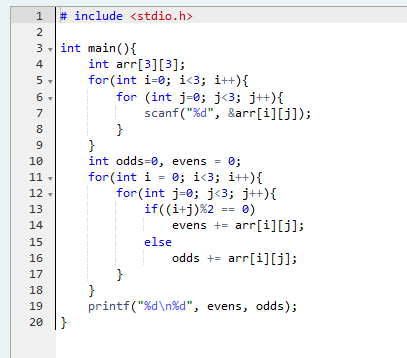 1 # include <stdio.h>
2
3 int main(){
4     int arr[3][3];
5     for(int i=0; i<3; i++){
6         for (int j=0; j<3; j++){
7             scanf("%d", &arr[i][j]);
8         }
9     }
10     int odds=0, evens = 0;
11     for(int i = 0; i<3; i++){
12         for(int j=0; j<3; j++){
13             if((i+j)%2 == 0)
14                 evens += arr[i][j];
15             else
16                 odds += arr[i][j];
17         }
18     }
19     printf("%d\n%d", evens, odds);
20 }